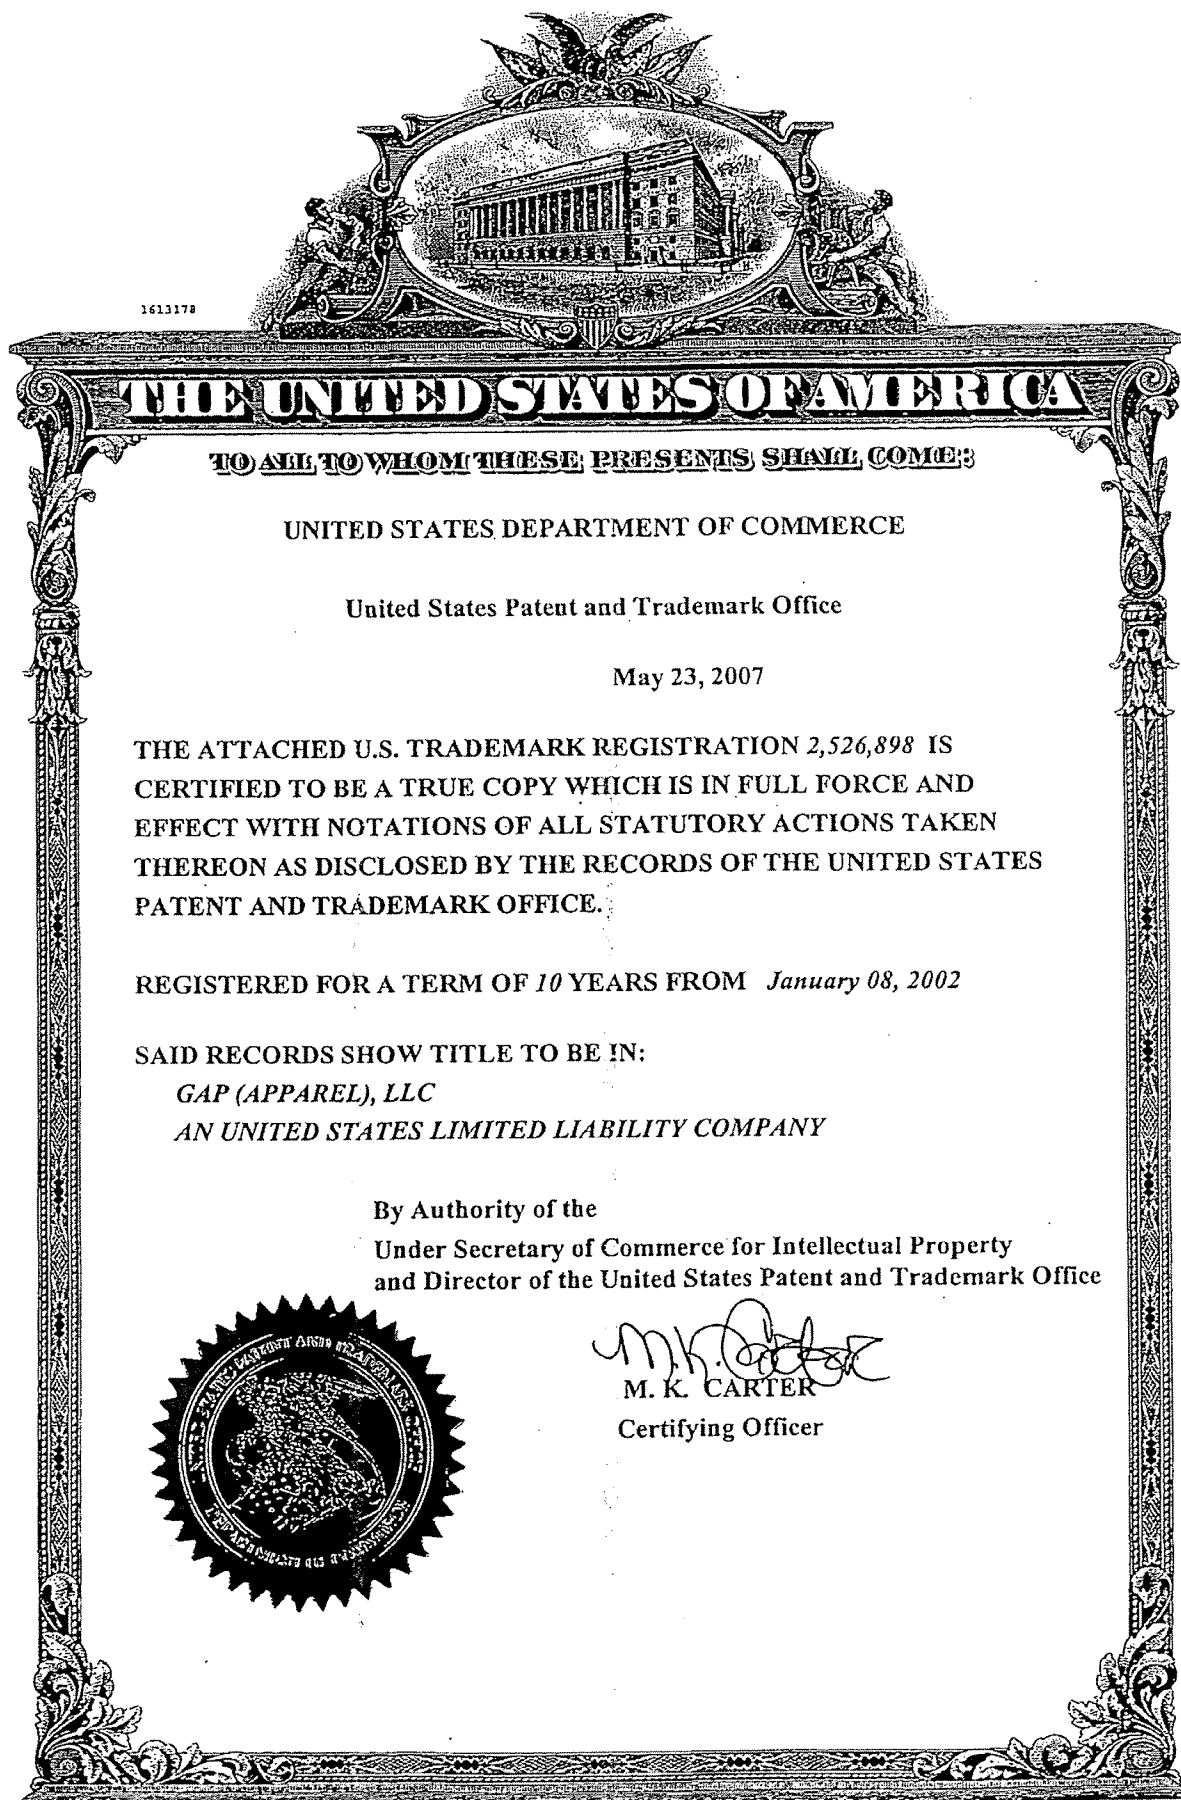 1613178
THE UNITED STATES OF AMERICA
TO ALL TO WHOM THESE PRESENTS SHALL COME:
UNITED STATES DEPARTMENT OF COMMERCE
United States Patent and Trademark Office
May 23, 2007
THE ATTACHED U.S. TRADEMARK REGISTRATION 2,526,898 IS
CERTIFIED TO BE A TRUE COPY WHICH IS IN FULL FORCE AND
EFFECT WITH NOTATIONS OF ALL STATUTORY ACTIONS TAKEN
THEREON AS DISCLOSED BY THE RECORDS OF THE UNITED STATES
PATENT AND TRADEMARK OFFICE.
REGISTERED FOR A TERM OF 10 YEARS FROM January 08, 2002
SAID RECORDS SHOW TITLE TO BE IN:
GAP (APPAREL), LLC
AN UNITED STATES LIMITED LIABILITY COMPANY
By Authority of the
Under Secretary of Commerce for Intellectual Property
and Director of the United States Patent and Trademark Office
M. K. Carter
M. K. CARTER
Certifying Officer